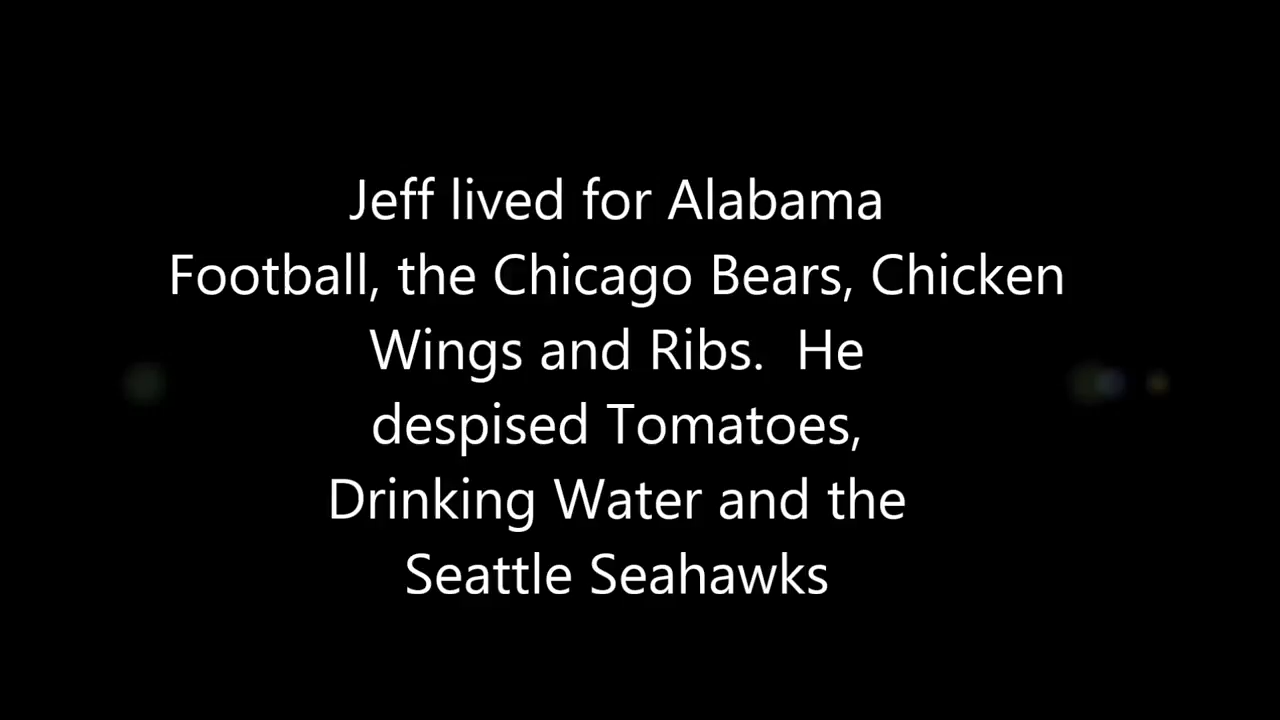 Jeff lived for Alabama
Football, the Chicago Bears, Chicken
Wings and Ribs.  He
despised Tomatoes,
Drinking Water and the
Seattle Seahawks